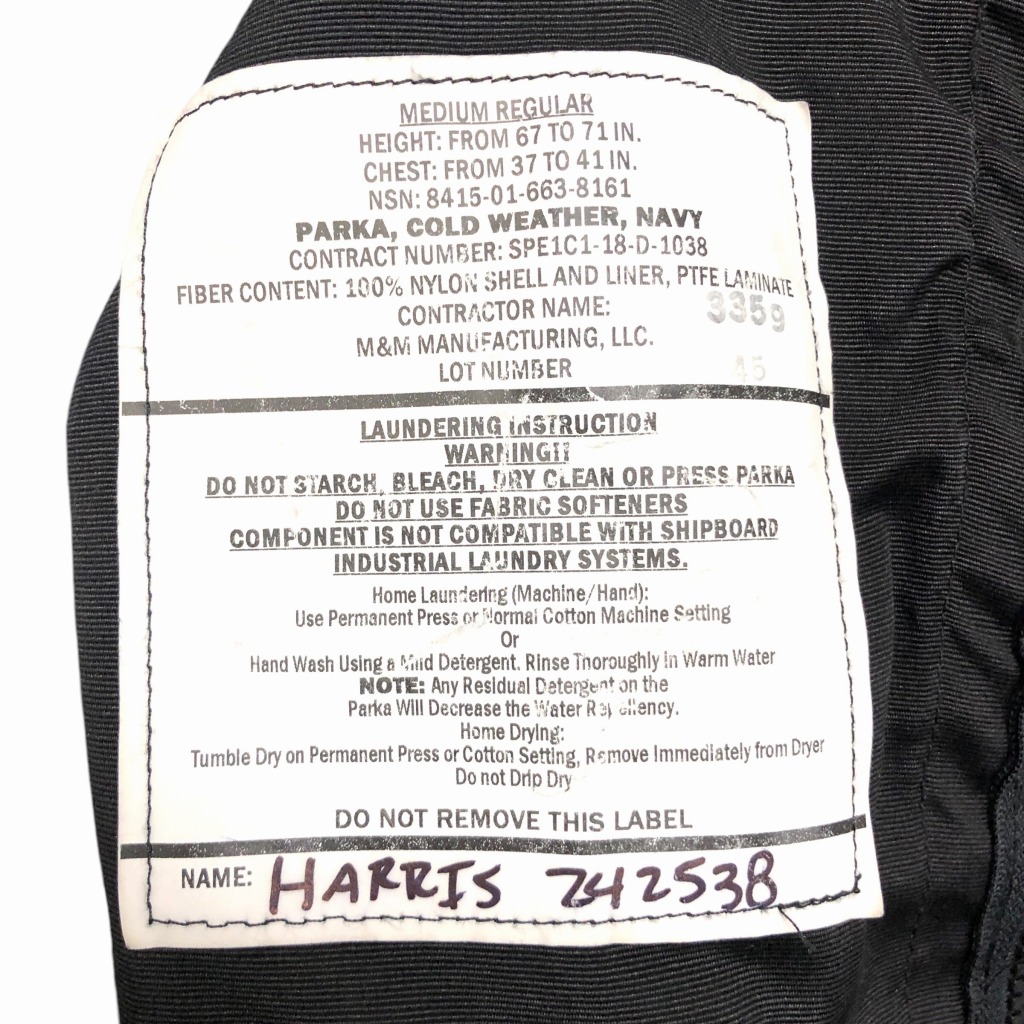 MEDIUM REGULAR
HEIGHT: FROM 67 TO 71 IN.
CHEST: FROM 37 TO 41 IN.
NSN: 8415-01-663-8161
PARKA, COLD WEATHER, NAVY
CONTRACT NUMBER: SPE1C1-18-D-1038
FIBER CONTENT: 100% NYLON SHELL AND LINER, PTFE LAMINATE
CONTRACTOR NAME: 3359
M&M MANUFACTURING, LLC.
LOT NUMBER 45
LAUNDERING INSTRUCTION
WARNING!!
DO NOT STARCH, BLEACH, DRY CLEAN OR PRESS PARKA
DO NOT USE FABRIC SOFTENERS
COMPONENT IS NOT COMPATIBLE WITH SHIPBOARD
INDUSTRIAL LAUNDRY SYSTEMS.
Home Laundering (Machine/Hand):
Use Permanent Press or Normal Cotton Machine Setting
Or
Hand Wash Using a Mild Detergent. Rinse Thoroughly in Warm Water
NOTE: Any Residual Detergent on the
Parka Will Decrease the Water Repellency.
Home Drying:
Tumble Dry on Permanent Press or Cotton Setting, Remove Immediately from Dryer
Do not Drip Dry
DO NOT REMOVE THIS LABEL
NAME: HARRIS 242538